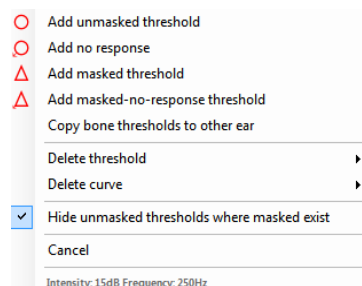 Add unmasked threshold
Add no response
Add masked threshold
Add masked-no-response threshold
Copy bone thresholds to other ear
Delete threshold
Delete curve
Hide unmasked thresholds where masked exist
Cancel
Intensity: 15dB Frequency: 250Hz